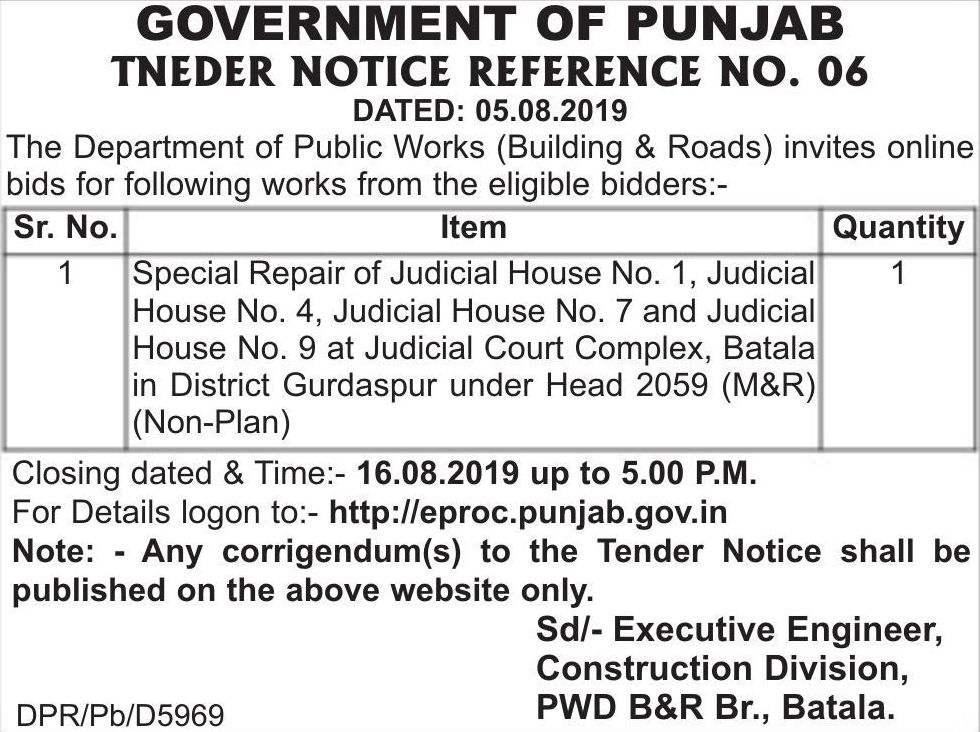 GOVERNMENT OF PUNJAB
TNEDER NOTICE REFERENCE NO. 06
DATED: 05.08.2019
The Department of Public Works (Building & Roads) invites online
bids for following works from the eligible bidders:-
Sr. No. Item Quantity
1 Special Repair of Judicial House No. 1, Judicial 1
House No. 4, Judicial House No. 7 and Judicial
House No. 9 at Judicial Court Complex, Batala
in District Gurdaspur under Head 2059 (M&R)
(Non-Plan)
Closing dated & Time:- 16.08.2019 up to 5.00 P.M.
For Details logon to:- http://eproc.punjab.gov.in
Note: - Any corrigendum(s) to the Tender Notice shall be
published on the above website only.
Sd/- Executive Engineer,
Construction Division,
PWD B&R Br., Batala.
DPR/Pb/D5969